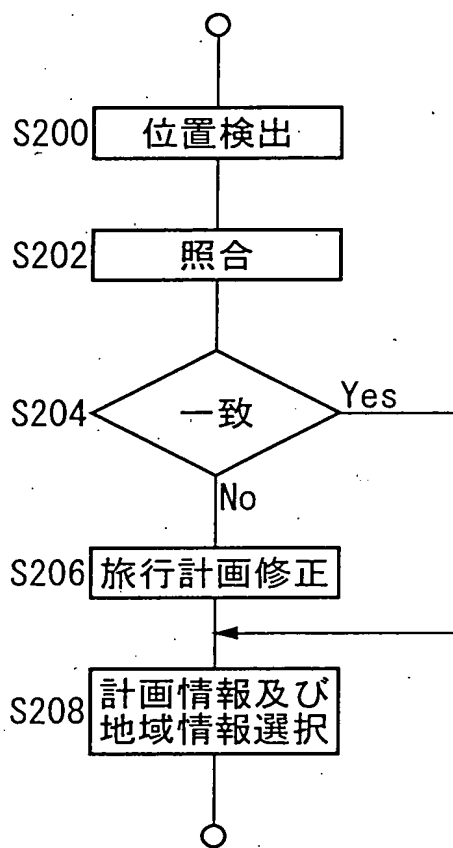 S200 位置検出
S202 照合
S204 一致 Yes
No
S206 旅行計画修正
S208 計画情報及び
地域情報選択